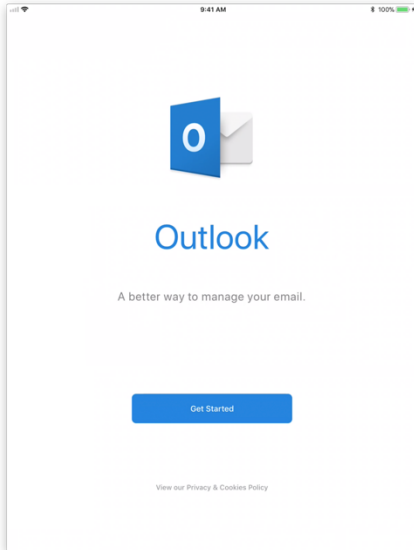 9:41 AM
100%
O
Outlook
A better way to manage your email.
Get Started
View our Privacy & Cookies Policy